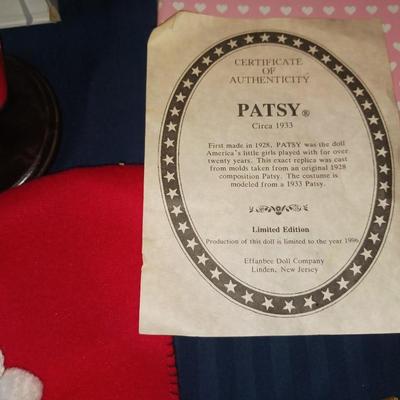 CERTIFICATE
OF
AUTHENTICITY
PATSY®
Circa 1933
First made in 1928, PATSY was the doll
America's little girls played with for over
twenty years. This exact replica was cast
from molds taken from an original 1928
composition Patsy. The costume is
modeled from a 1933 Patsy.
Limited Edition
Production of this doll is limited to the year 1996
Effanbee Doll Company
Linden, New Jersey